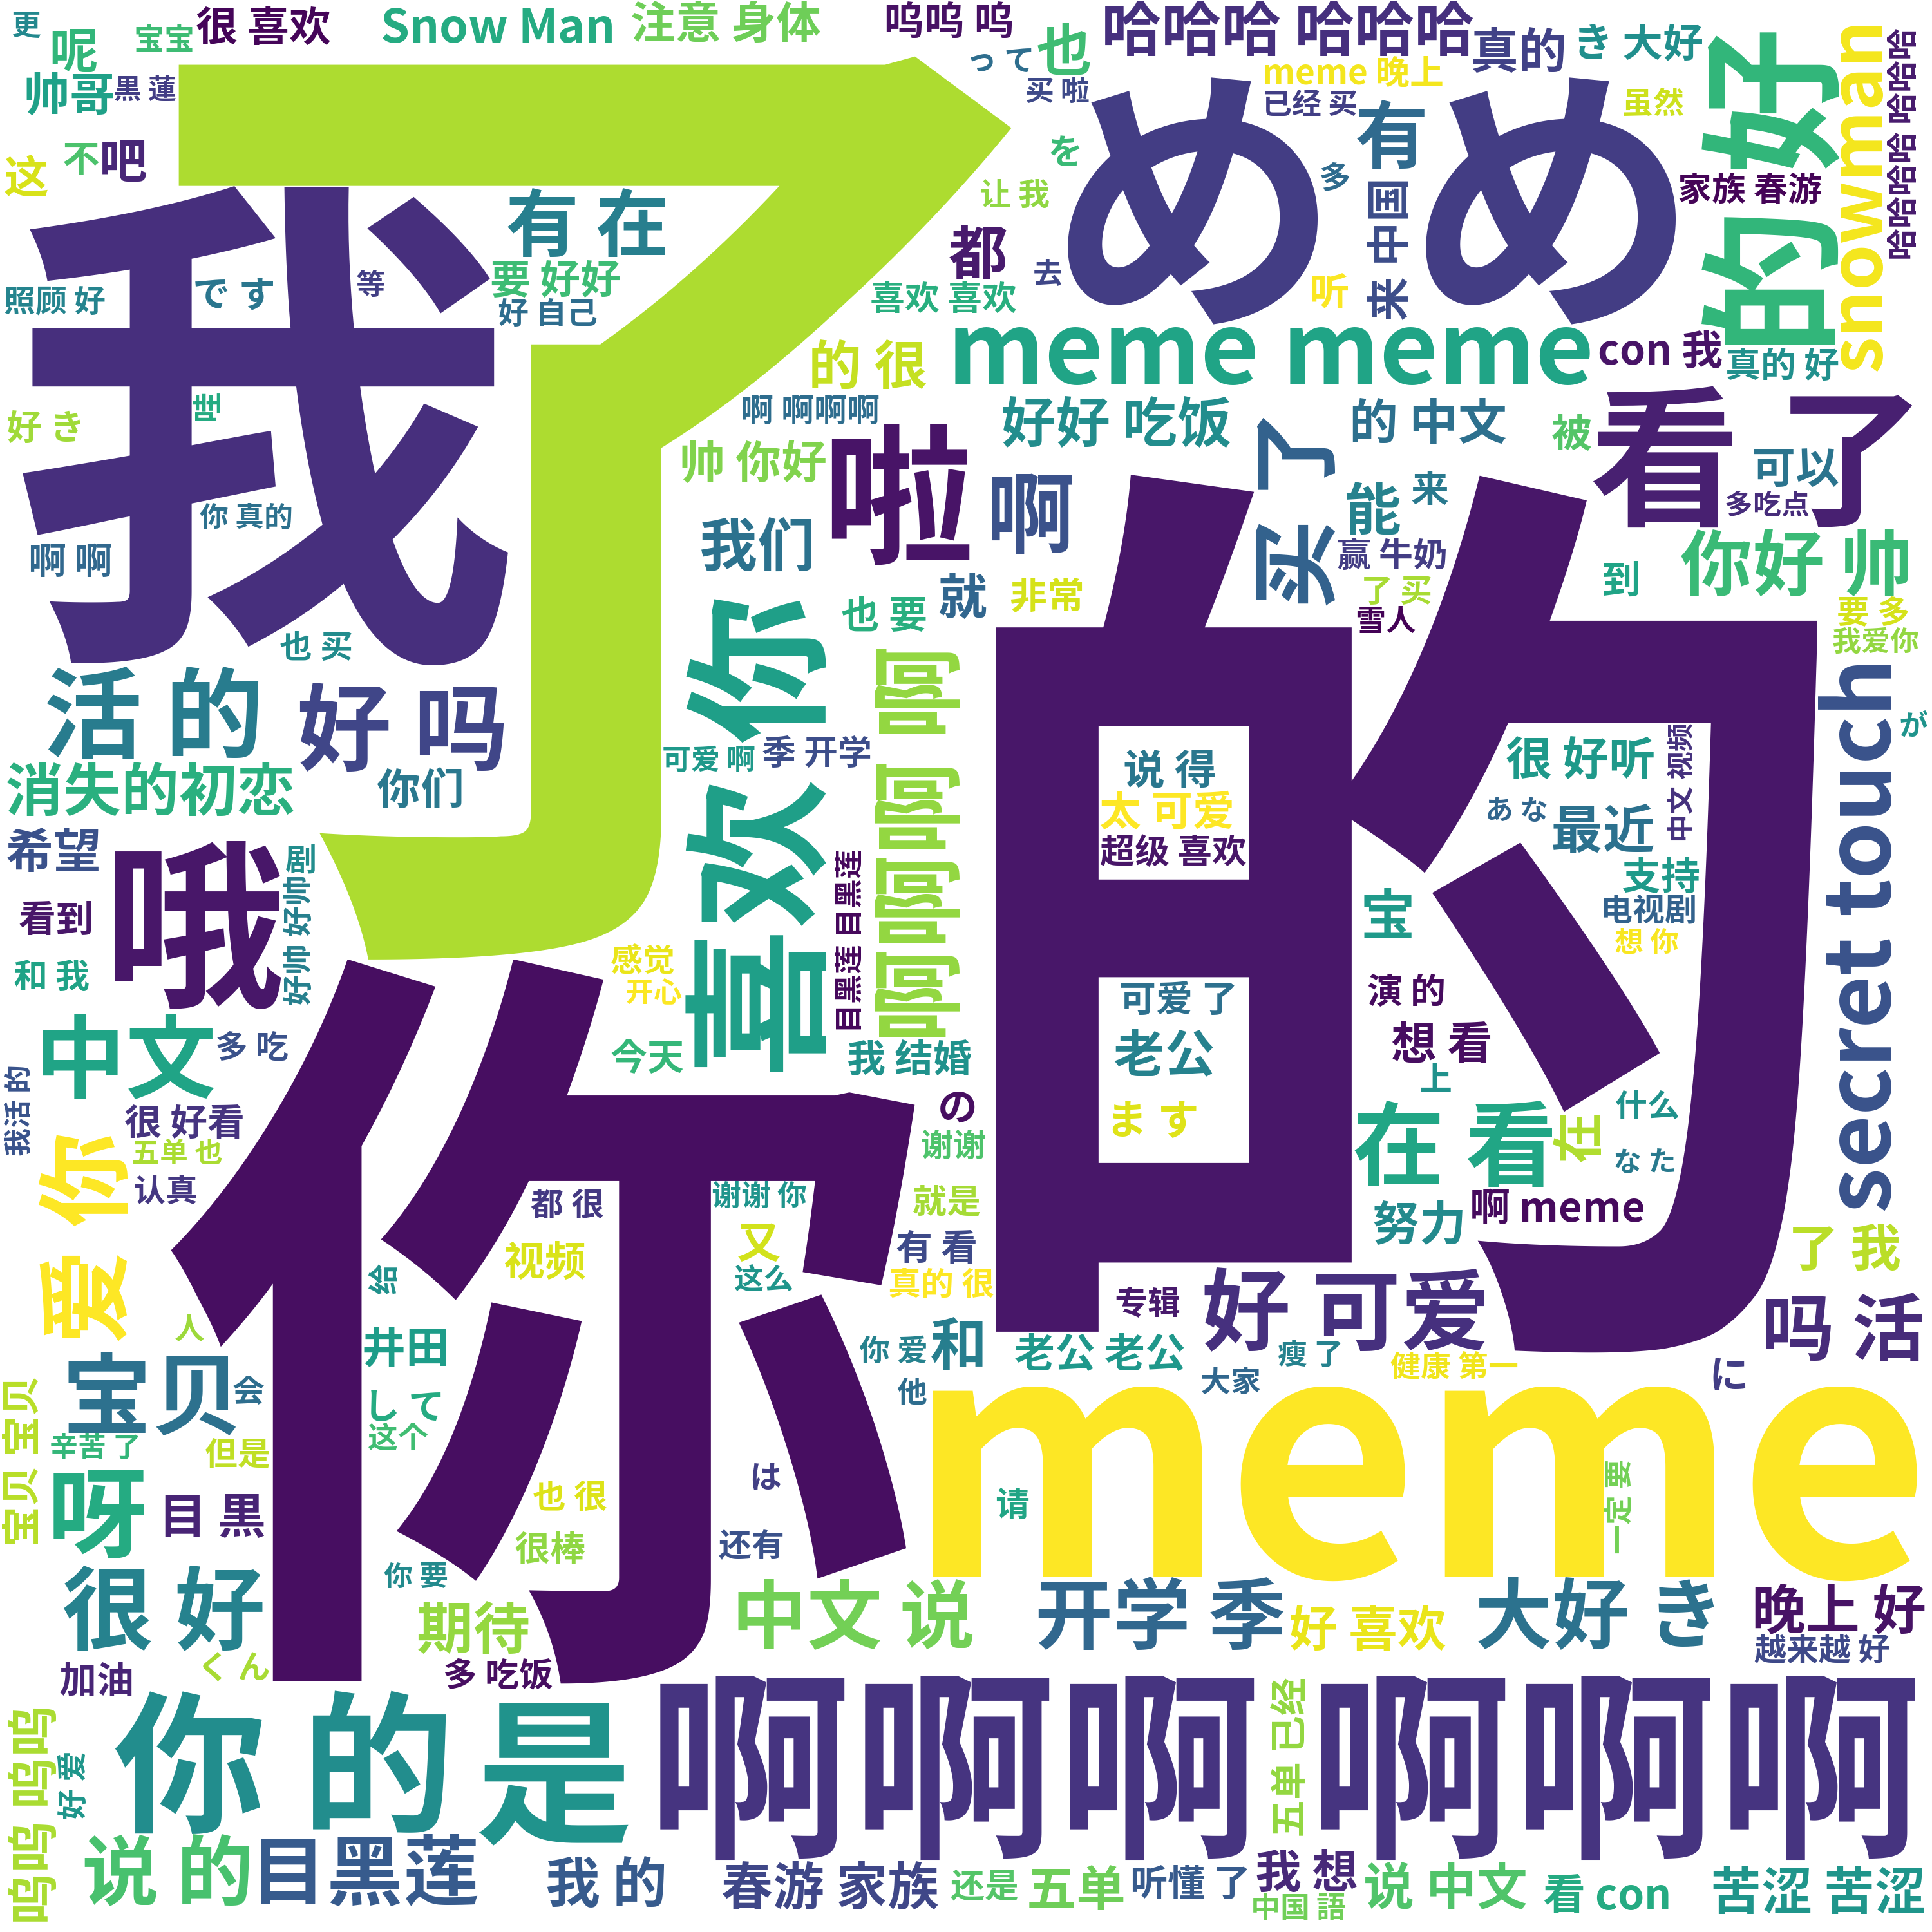 更
呢
宝宝
很 喜欢
Snow Man
注意 身体
呜呜 呜
っ て
也
哈哈哈 哈哈哈
真的
き 大好
的 好
snowman
哈哈哈 哈哈哈
帅哥
黒 蓮
买 啦
meme 晚上
已经 买
有
虽然
这
不
吧
了
我
めめ
を
多
来 中国
家族 春游
让 我
有 在
都
去
听
照顾 好
で す
等
要 好好
好 自己
喜欢 喜欢
meme meme
con 我
真的 好
的 很
好 き
哇
啊 啊啊啊
好好 吃饭
的 中文
被
看 了
可以
多吃点
帅 你好
啦
啊
买 了
能
来
你 真的
啊 啊
我们
赢 牛奶
了 买
雪人
就
非常
到
你好 帅
要 多
我爱你
也 买
也 要
的
喜欢 你
啊 啊啊啊
活 的
好 吗
你们
可爱 啊
季 开学
说 得
太 可爱
超级 喜欢
很 好听
中文 视频
が
secret touch
消失的初恋
希望
剧
あ な
最近
支持
电视剧
想 你
看到
哦
好帅 好帅
目黑莲 目黑莲
宝
和 我
感觉
开心
可爱 了
演 的
中文
多 吃
今天
我 结婚
老公
想 看
上
我活 的
很 好看
五单 也
认真
你
の
谢谢
ま す
在 看
在
什么
な た
爱 你
都 很
谢谢 你
就是
努力
啊 meme
视频
又
有 看
了 我
给
这么
真的 很
专辑
好 可爱
吗 活
人
井田
你 爱
和
老公 老公
瘦 了
健康 第一
に
宝贝
会
し て
他
大家
宝贝 宝贝
辛苦 了
但是
这个
meme
呀
目 黒
は
也 很
请
一定 要
很棒
还有
很 好
你 要
期待
中文 说
开学 季
好 喜欢
大好 き
晚上 好
越来越 好
く ん
加油
多 吃饭
你 的
是
啊啊啊 啊啊啊
五单 已经
呜呜 呜呜
好 爱
说 的
目黑莲
我 的
春游 家族
还是
五单
听懂 了
我 想
中国 語
说 中文
看 con
苦涩 苦涩